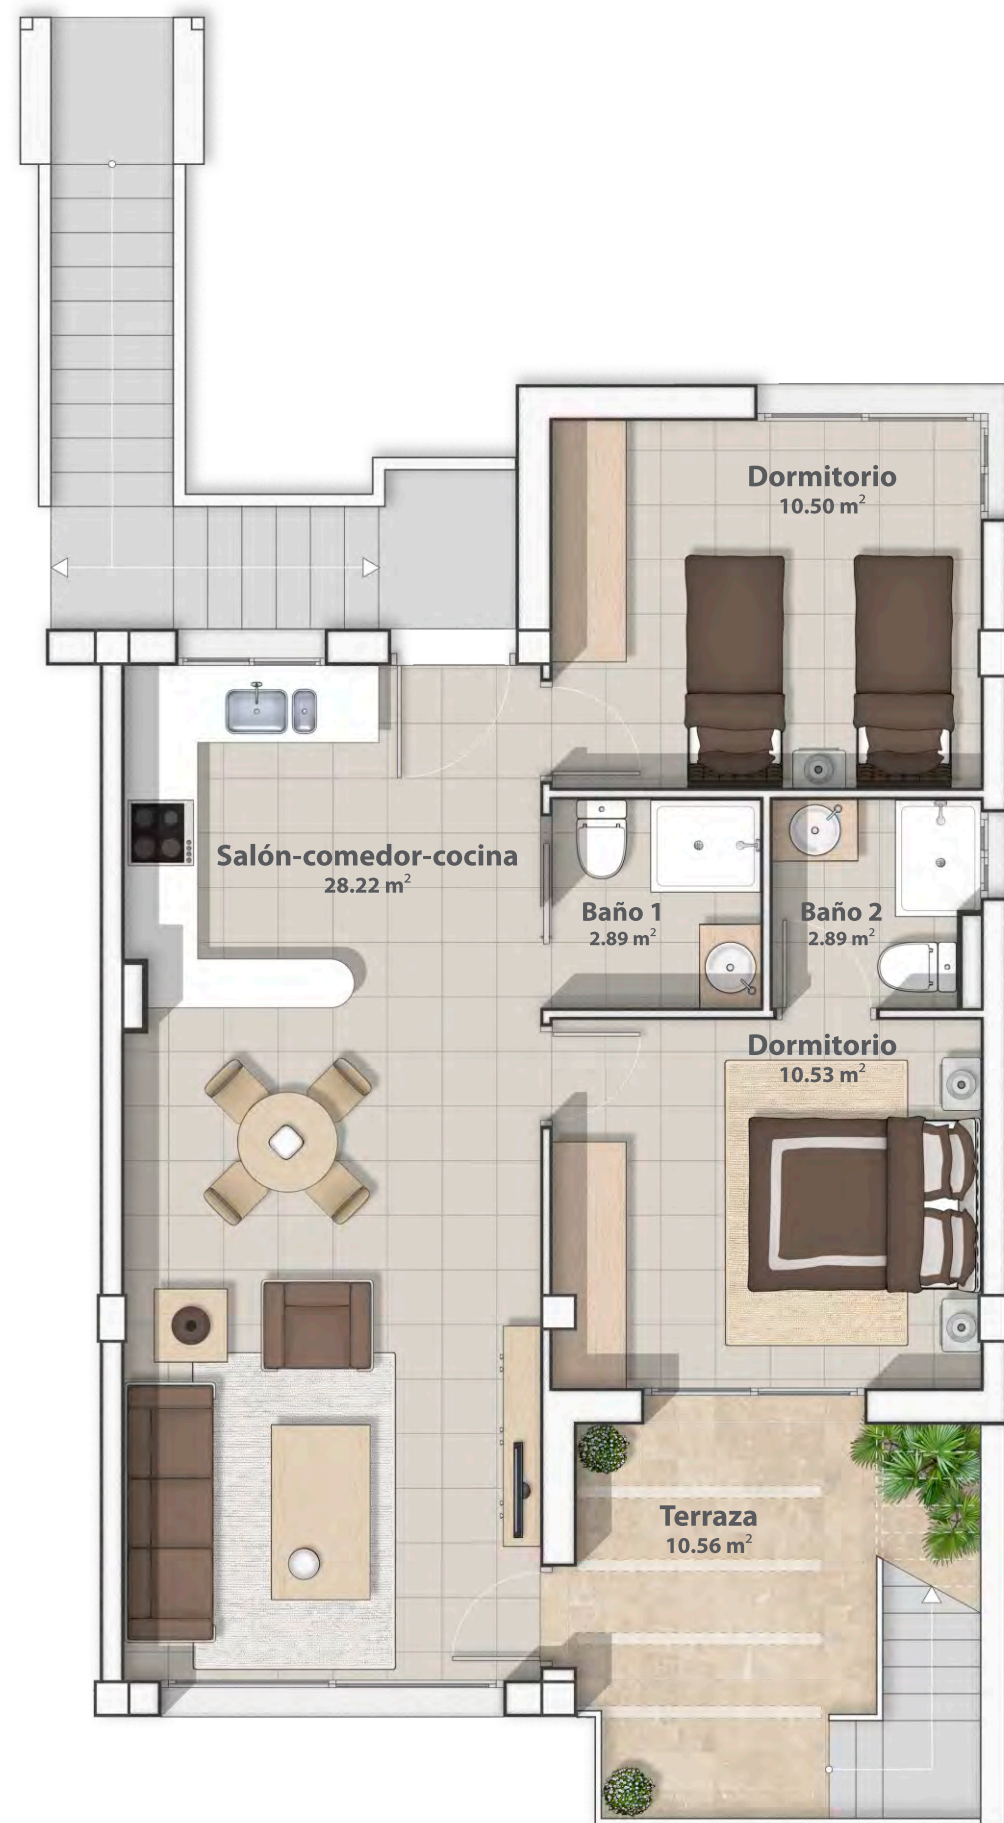 Dormitorio
10.50 m²
Salón-comedor-cocina
28.22 m²
Baño 1
2.89 m²
Baño 2
2.89 m²
Dormitorio
10.53 m²
Terraza
10.56 m²